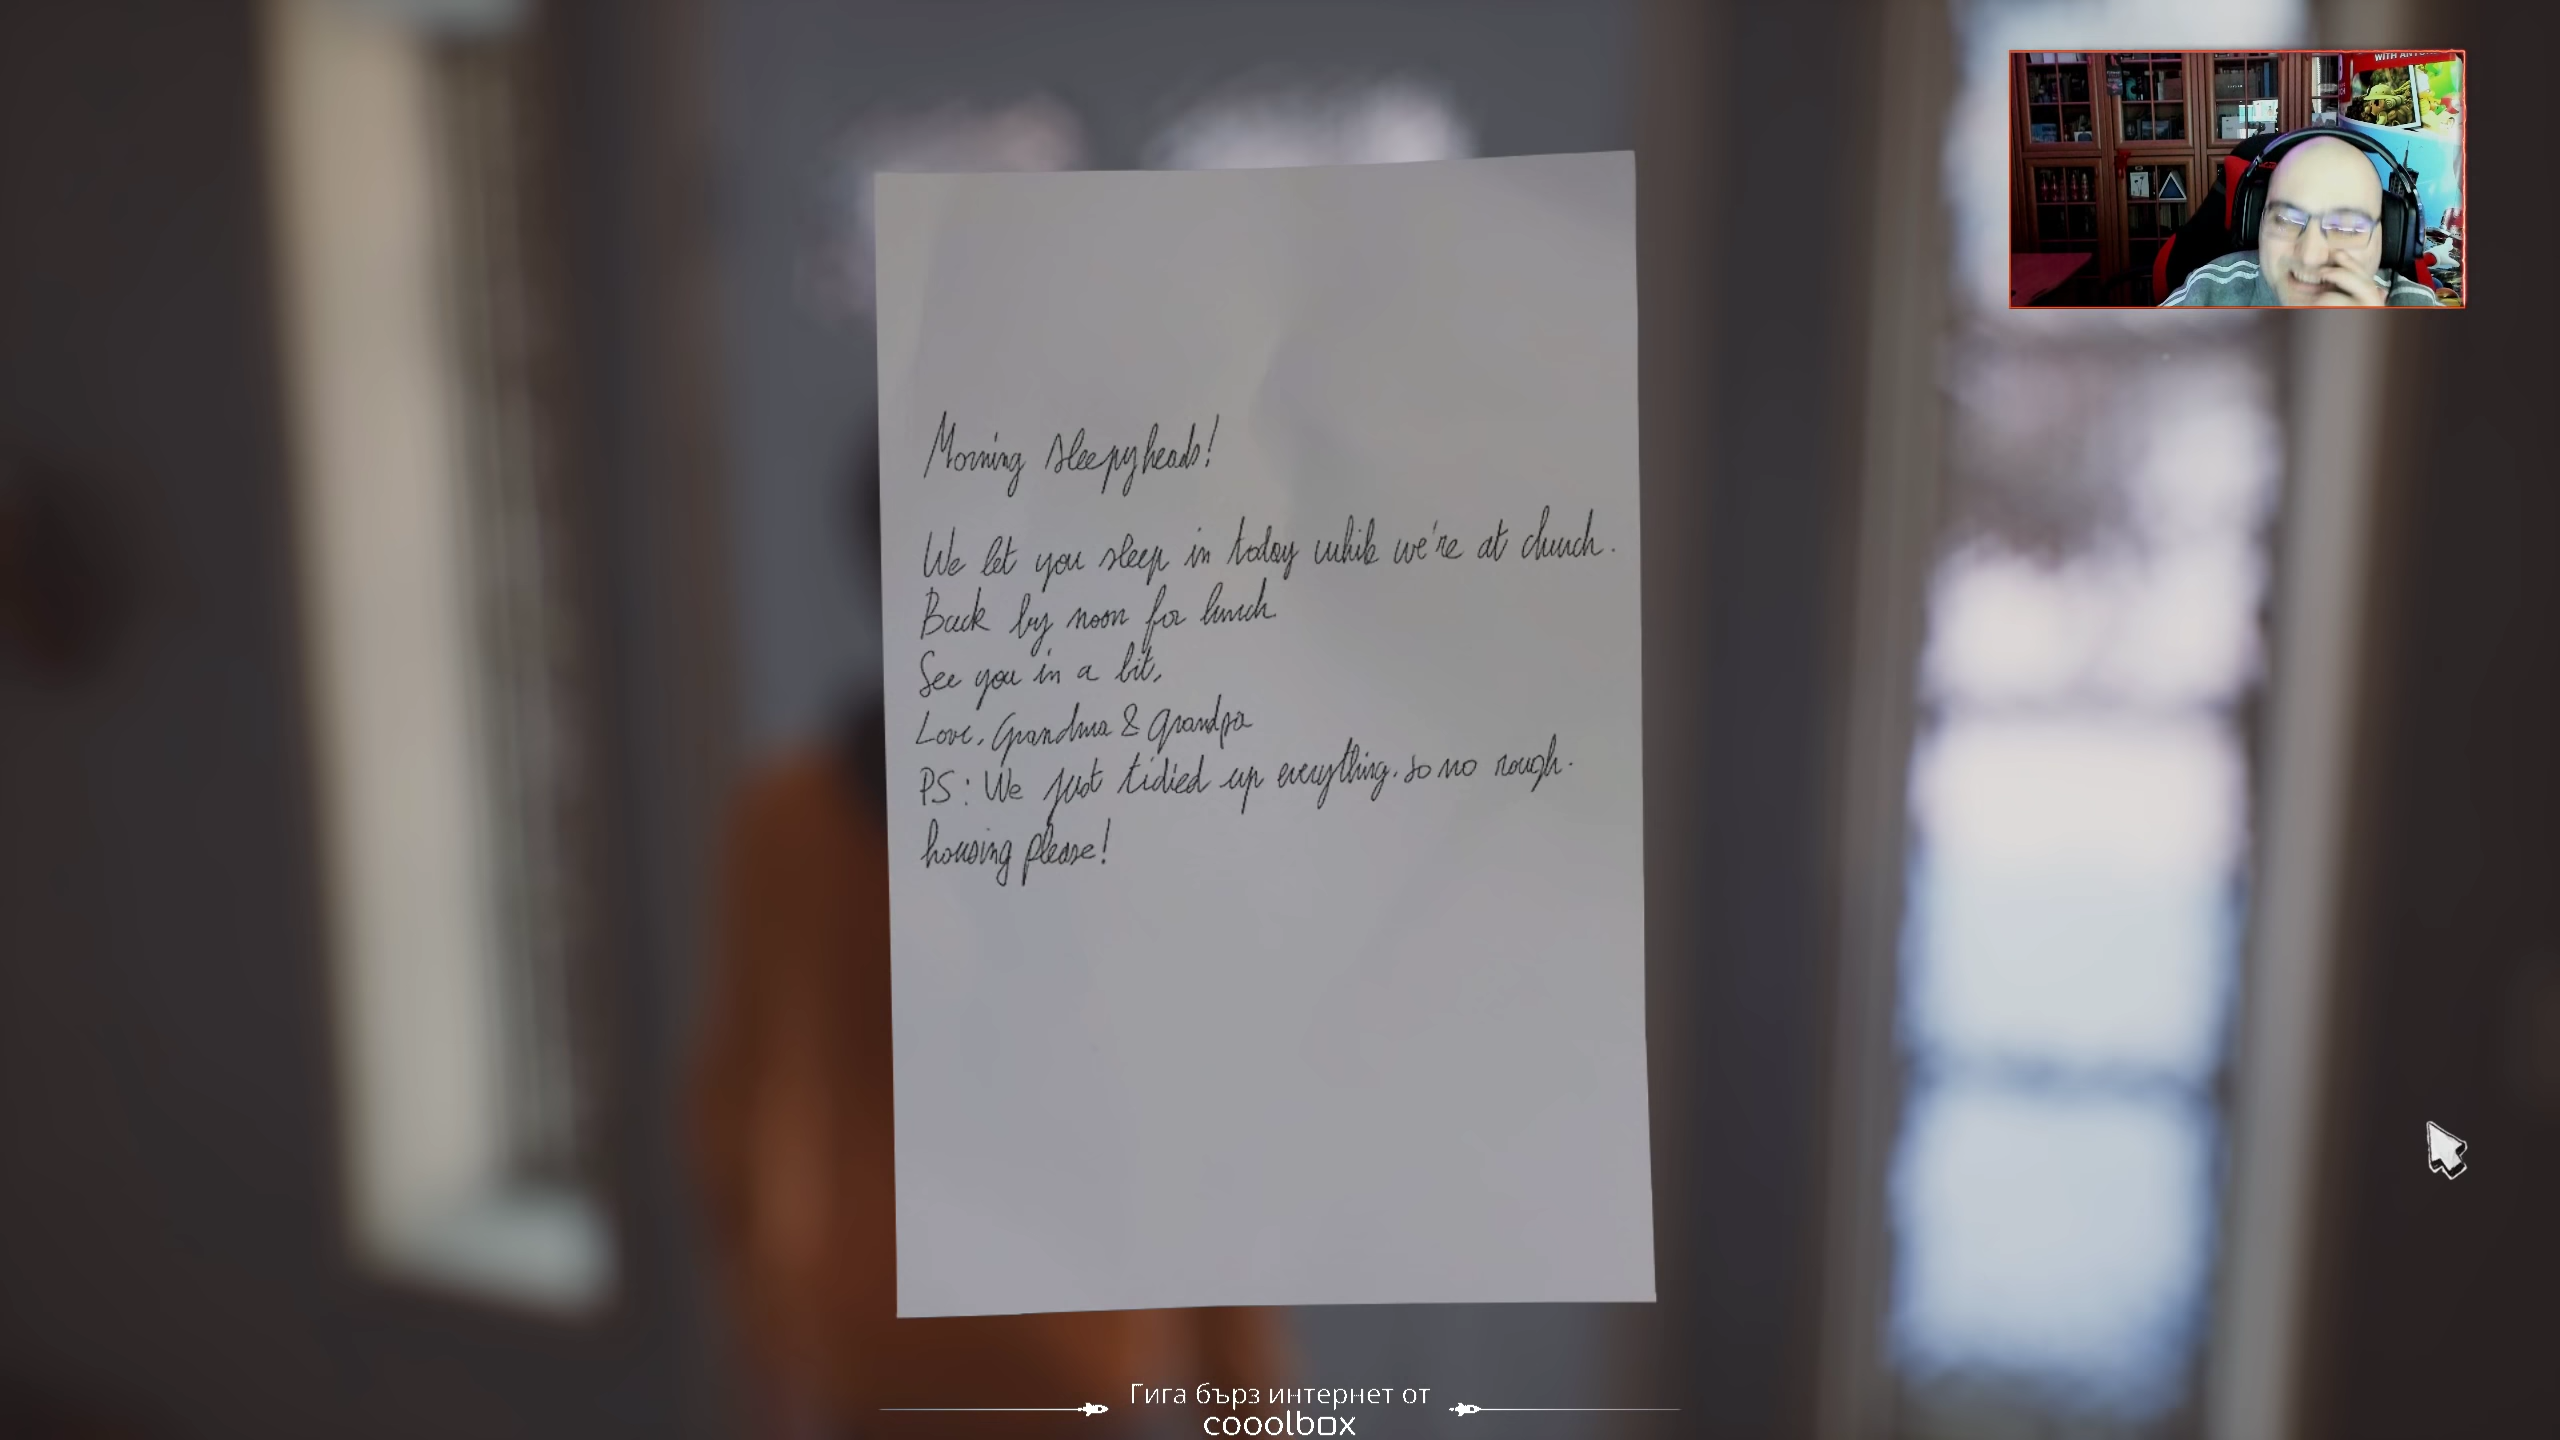 WITH
Morning sleepyheads!
We let you sleep in today while we're at church.
Back by noon for lunch
See you in a bit,
Love, Grandma & Grandpa
PS: We just tidied up everything. so no rough-
housing please!
Гига бърз интернет от
cooolbox